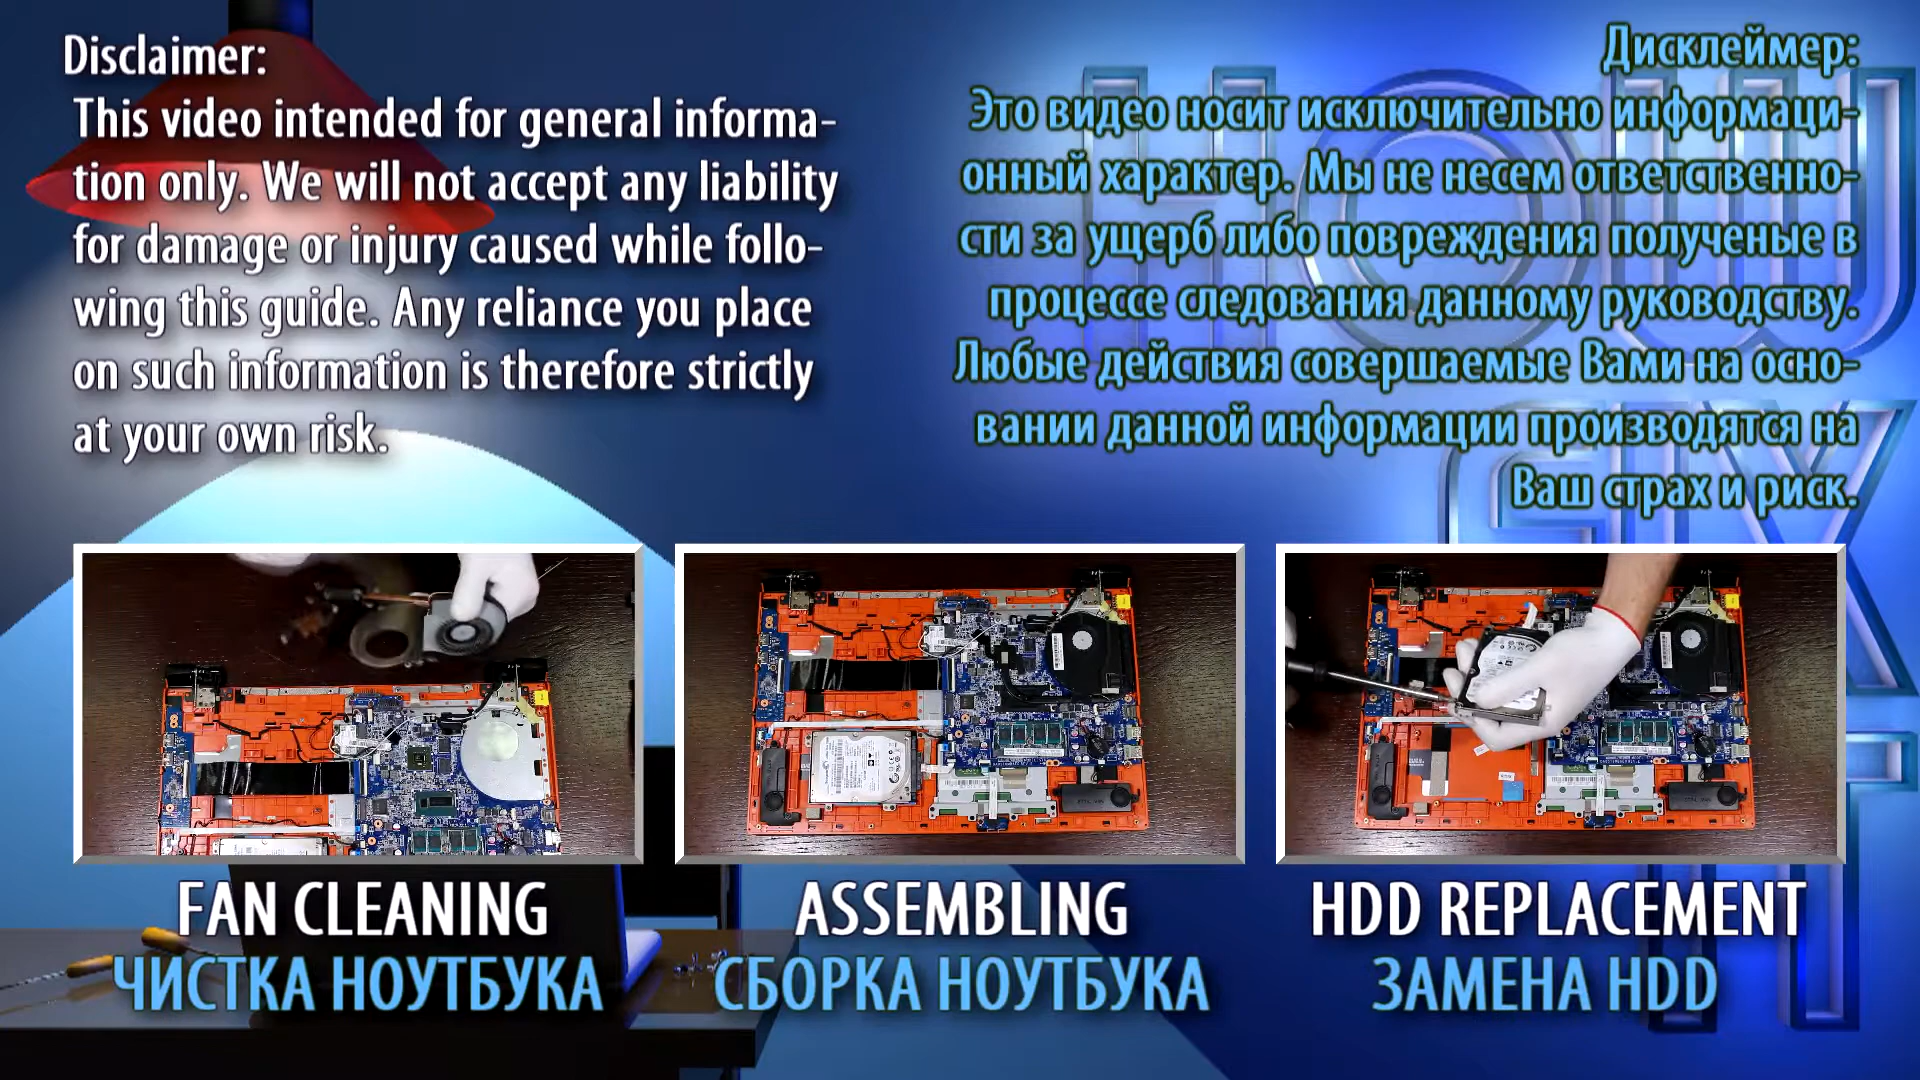 Disclaimer:
This video intended for general informa-
tion only. We will not accept any liability
for damage or injury caused while follo-
wing this guide. Any reliance you place
on such information is therefore strictly
at your own risk.
Дисклеймер:
Это видео носит исключительно информаци-
онный характер. Мы не несем ответственно-
сти за ущерб либо повреждения полученые в
процессе следования данному руководству.
Любые действия совершаемые Вами на осно-
вании данной информации производятся на
Ваш страх и риск.
HOW
FIX
IT
FAN CLEANING
ЧИСТКА НОУТБУКА
ASSEMBLING
СБОРКА НОУТБУКА
HDD REPLACEMENT
ЗАМЕНА HDD